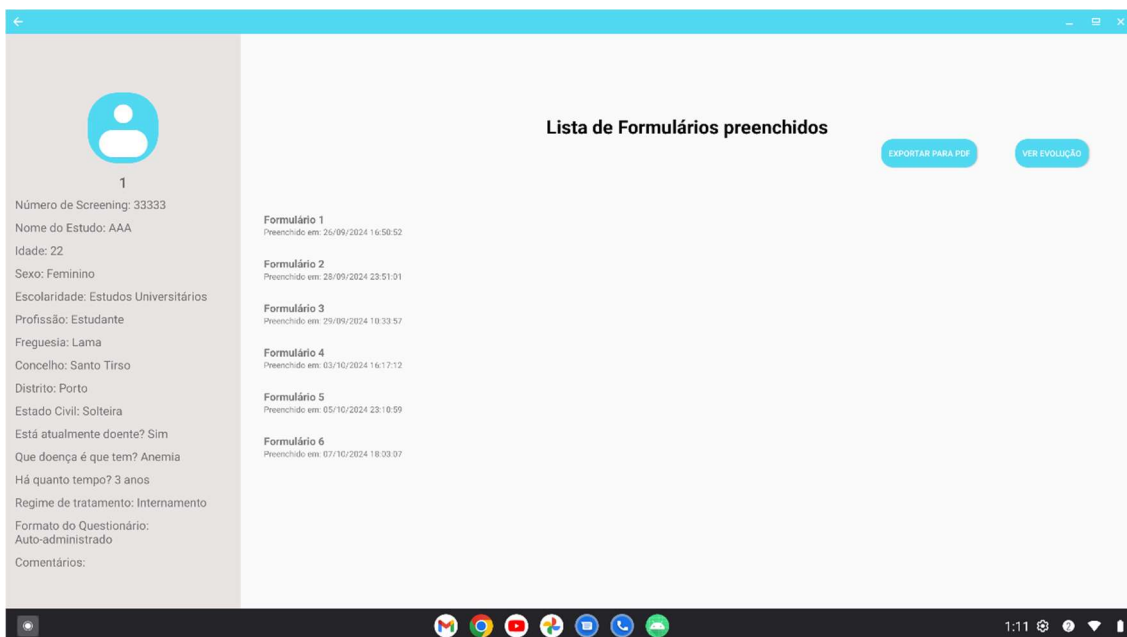 Lista de Formulários preenchidos
EXPORTAR PARA PDF
VER EVOLUÇÃO
1
Número de Screening: 33333
Nome do Estudo: AAA
Idade: 22
Sexo: Feminino
Escolaridade: Estudos Universitários
Profissão: Estudante
Freguesia: Lama
Concelho: Santo Tirso
Distrito: Porto
Estado Civil: Solteira
Está atualmente doente? Sim
Que doença é que tem? Anemia
Há quanto tempo? 3 anos
Regime de tratamento: Internamento
Formato do Questionário:
Auto-administrado
Comentários:
Formulário 1
Preenchido em: 26/09/2024 16:50:52
Formulário 2
Preenchido em: 28/09/2024 23:51:01
Formulário 3
Preenchido em: 29/09/2024 10:33:57
Formulário 4
Preenchido em: 03/10/2024 16:17:12
Formulário 5
Preenchido em: 05/10/2024 23:10:59
Formulário 6
Preenchido em: 07/10/2024 18:03:07
1:11